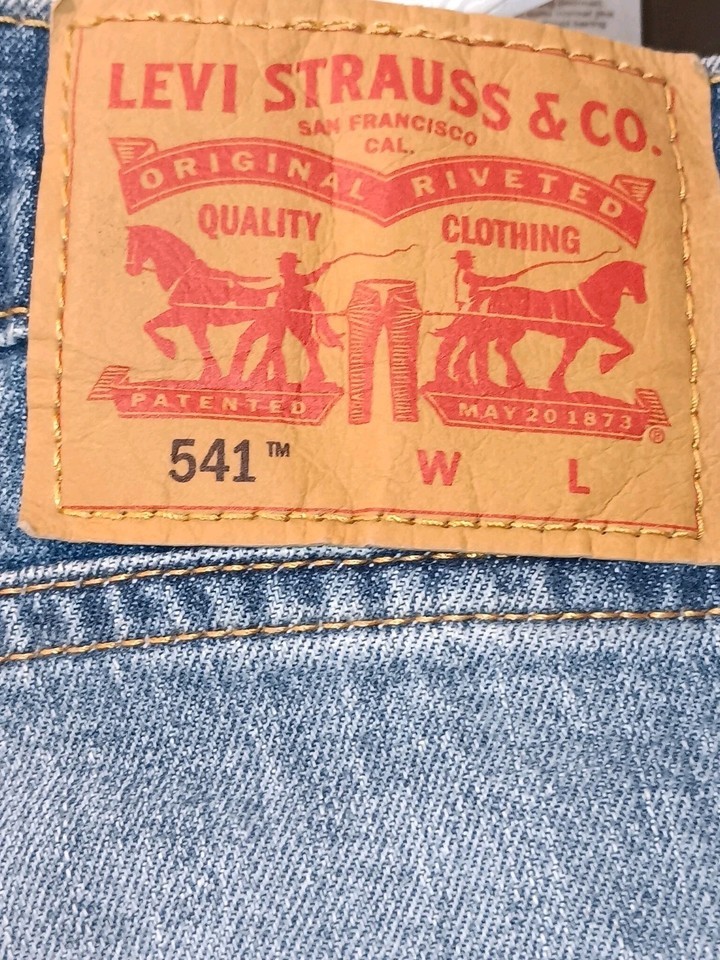 LEVI STRAUSS & CO.
SAN FRANCISCO
CAL.
ORIGINAL RIVETED
QUALITY CLOTHING
PATENTED MAY 20 1873 ®
541™ W L